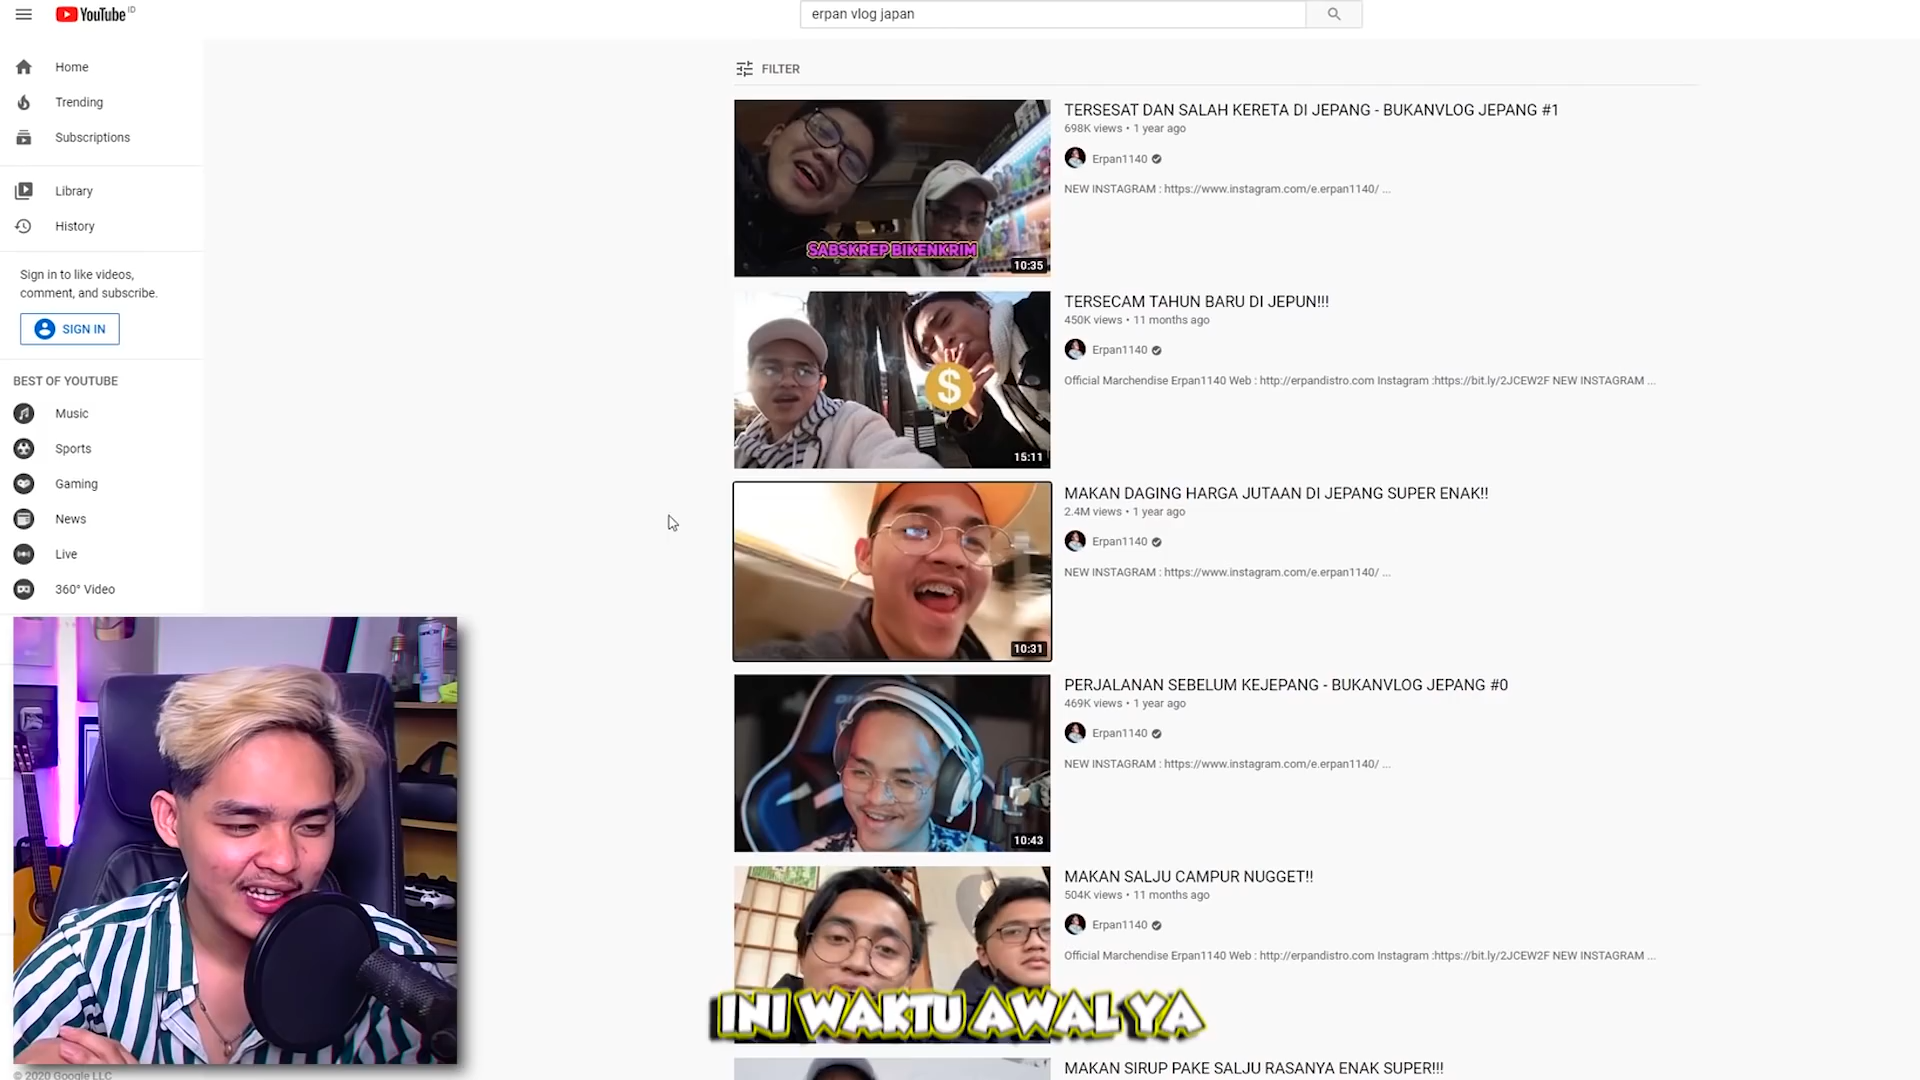 YouTube ID
erpan vlog japan
Home
Trending
Subscriptions
Library
History
Sign in to like videos,
comment, and subscribe.
SIGN IN
BEST OF YOUTUBE
Music
Sports
Gaming
News
Live
360° Video
© 2020 Google LLC
FILTER
SABSKREP BIKENKRIM
10:35
TERSESAT DAN SALAH KERETA DI JEPANG - BUKANVLOG JEPANG #1
698K views • 1 year ago
Erpan1140
NEW INSTAGRAM : https://www.instagram.com/e.erpan1140/ ...
$
15:11
TERSECAM TAHUN BARU DI JEPUN!!!
450K views • 11 months ago
Erpan1140
Official Marchendise Erpan1140 Web : http://erpandistro.com Instagram :https://bit.ly/2JCEW2F NEW INSTAGRAM ...
10:31
MAKAN DAGING HARGA JUTAAN DI JEPANG SUPER ENAK!!
2.4M views • 1 year ago
Erpan1140
NEW INSTAGRAM : https://www.instagram.com/e.erpan1140/ ...
10:43
PERJALANAN SEBELUM KEJEPANG - BUKANVLOG JEPANG #0
469K views • 1 year ago
Erpan1140
NEW INSTAGRAM : https://www.instagram.com/e.erpan1140/ ...
MAKAN SALJU CAMPUR NUGGET!!
504K views • 11 months ago
Erpan1140
Official Marchendise Erpan1140 Web : http://erpandistro.com Instagram :https://bit.ly/2JCEW2F NEW INSTAGRAM ...
INI WAKTU AWAL YA
MAKAN SIRUP PAKE SALJU RASANYA ENAK SUPER!!!